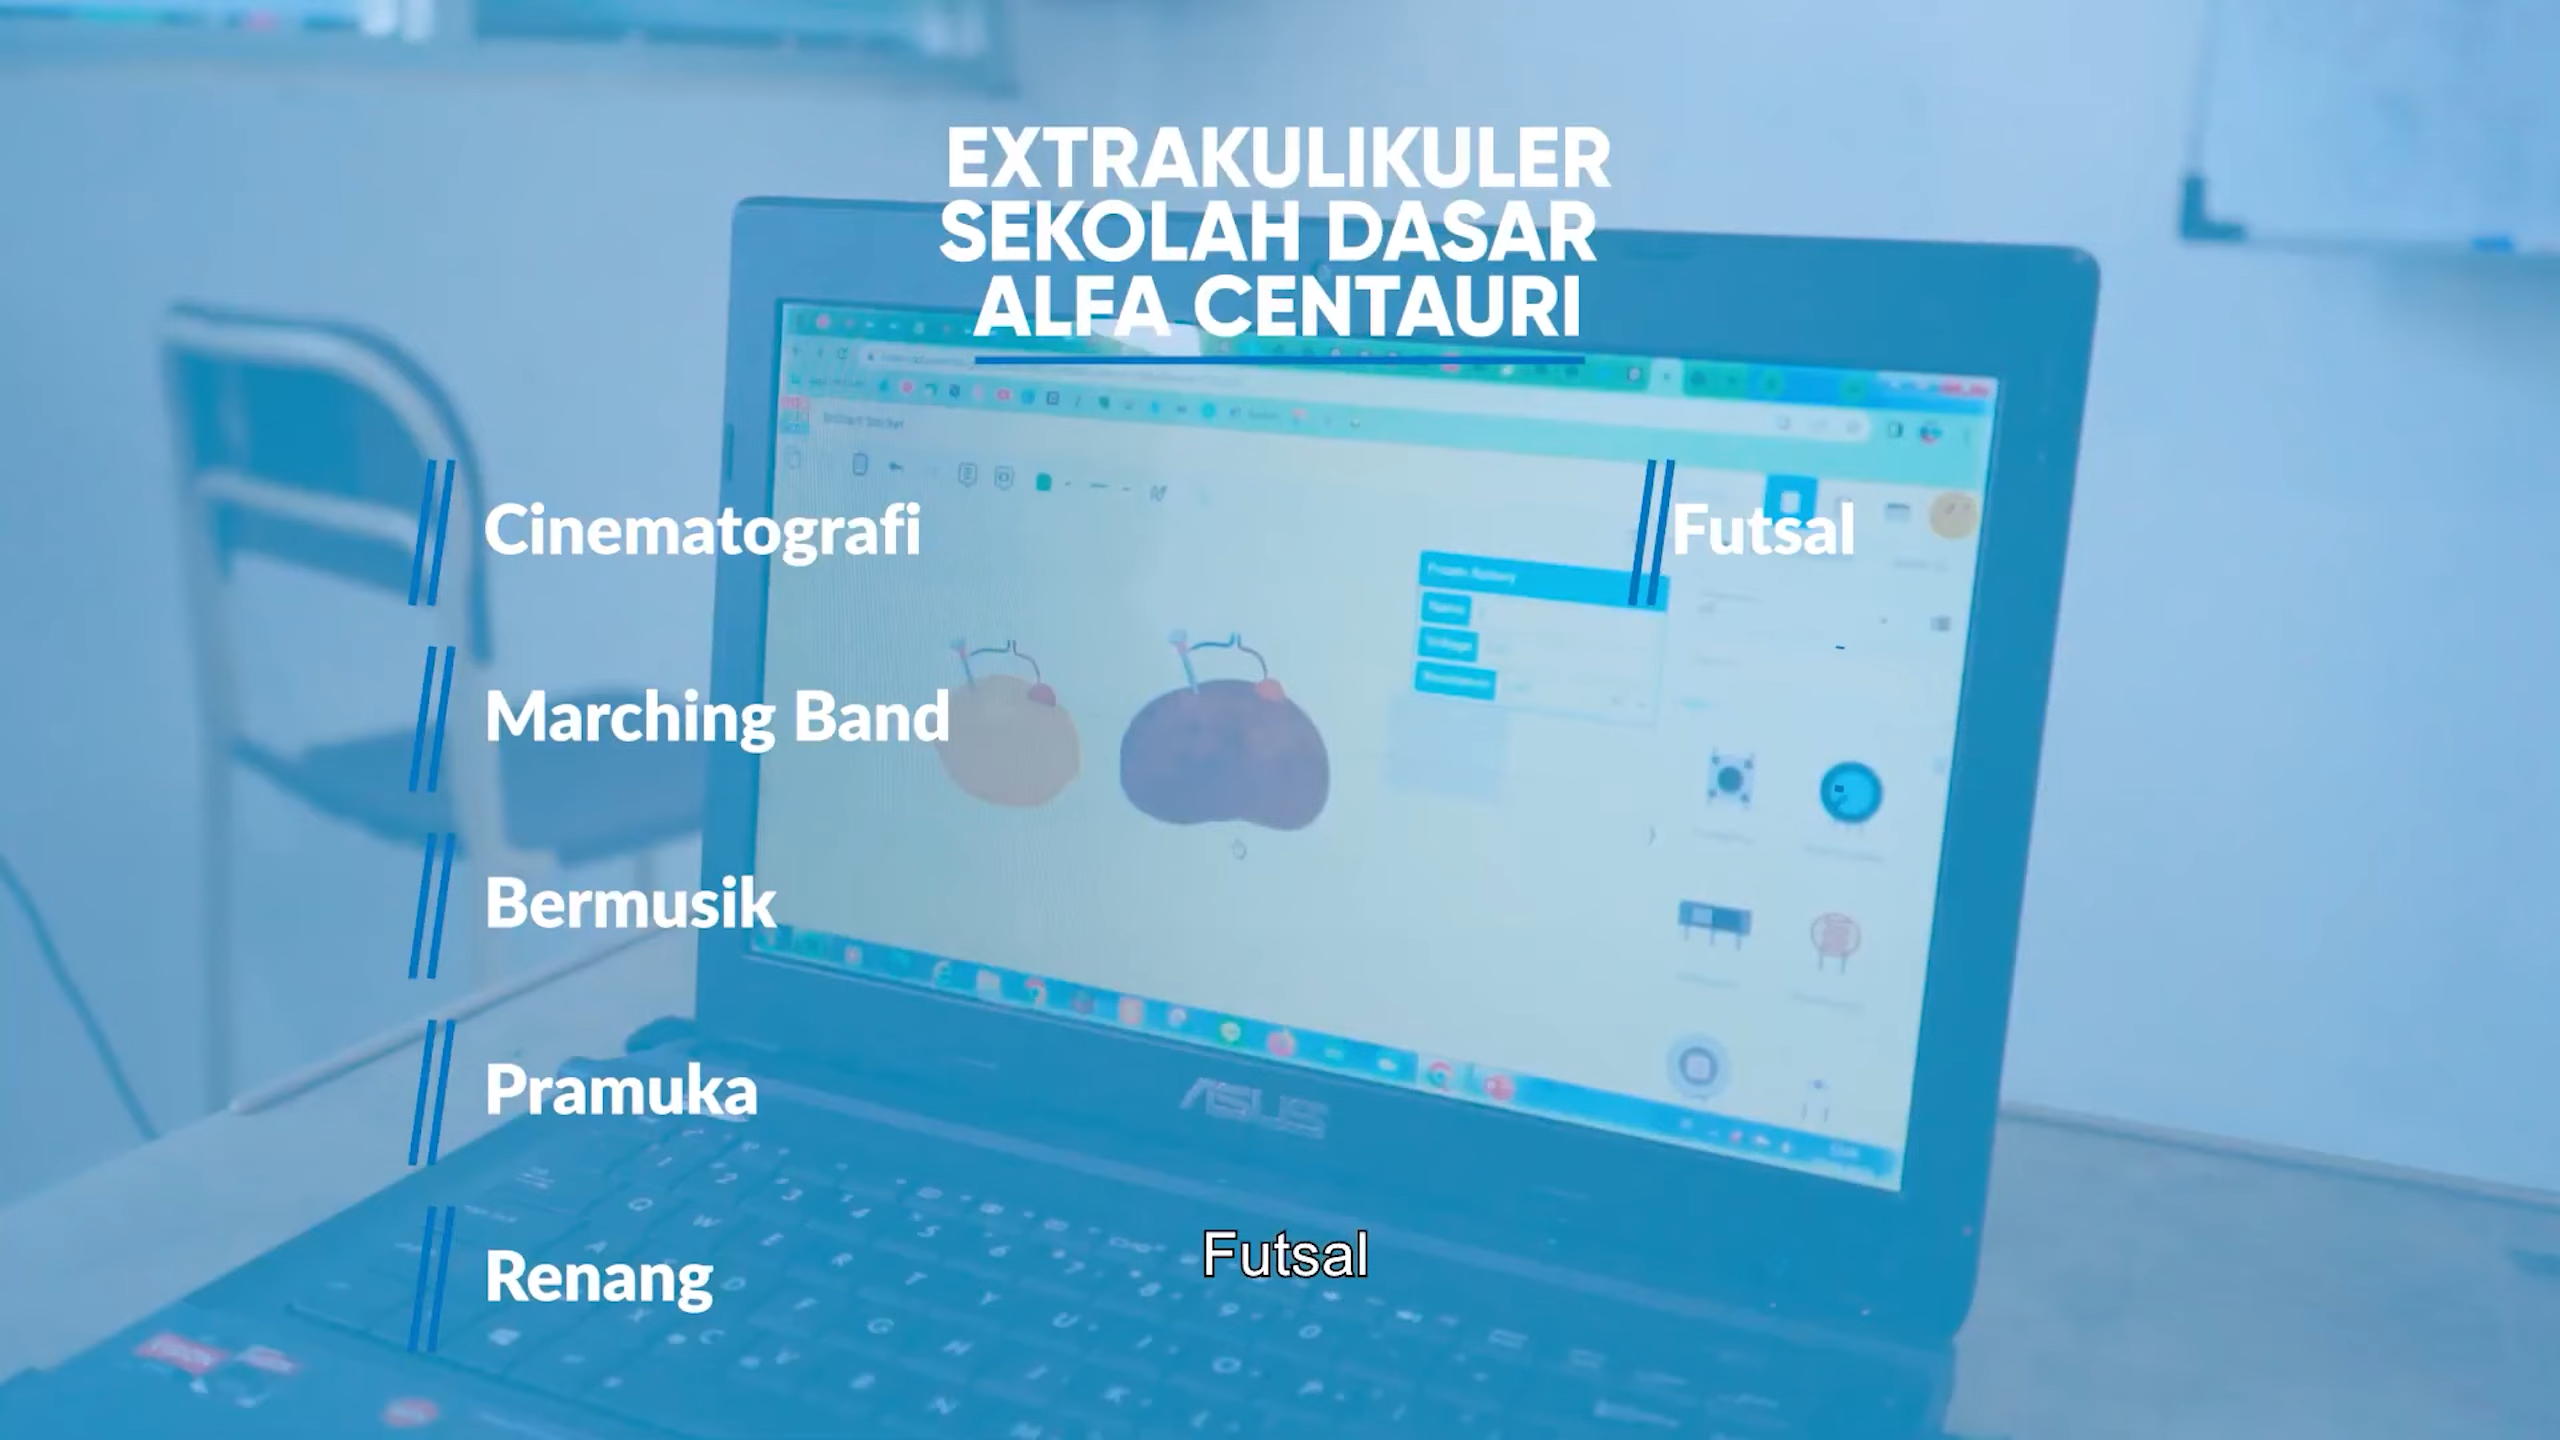 EXTRAKULIKULER
SEKOLAH DASAR
ALFA CENTAURI
Cinematografi
Marching Band
Bermusik
Pramuka
Renang
Futsal
Futsal
ASUS